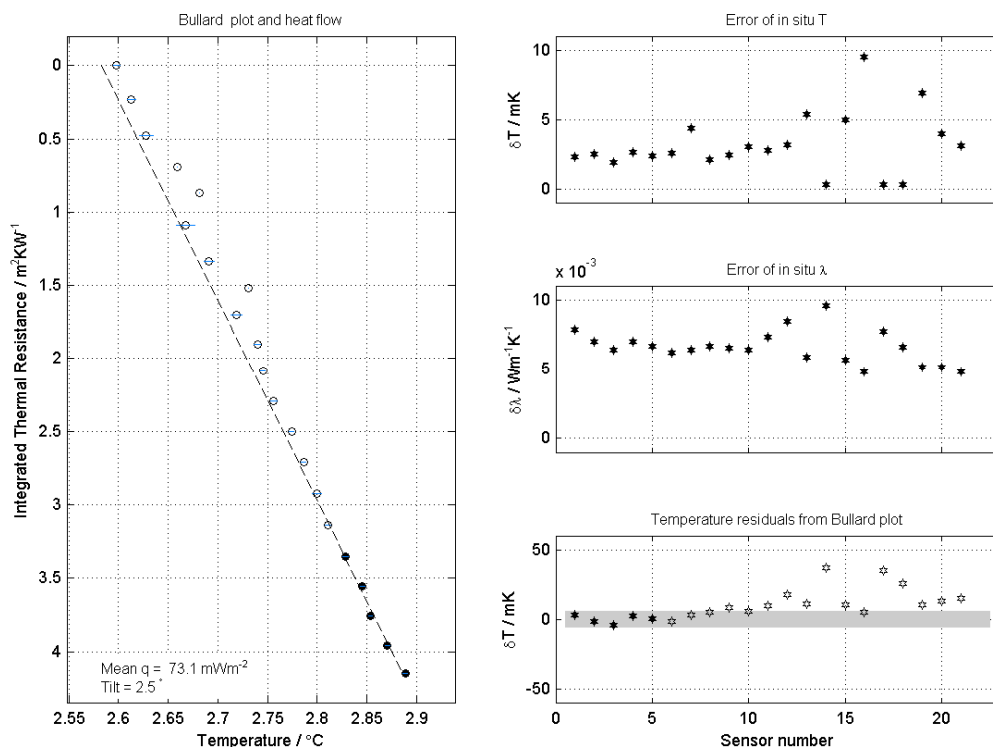 Bullard plot and heat flow
0
0.5
1
1.5
2
2.5
3
3.5
4
Integrated Thermal Resistance / m²KW⁻¹
Mean q = 73.1 mWm⁻²
Tilt = 2.5°
2.55 2.6 2.65 2.7 2.75 2.8 2.85 2.9
Temperature / °C
Error of in situ T
10
5
0
δT / mK
Error of in situ λ
x 10⁻³
10
5
0
δλ / Wm⁻¹K⁻¹
Temperature residuals from Bullard plot
50
0
-50
δT / mK
0 5 10 15 20
Sensor number